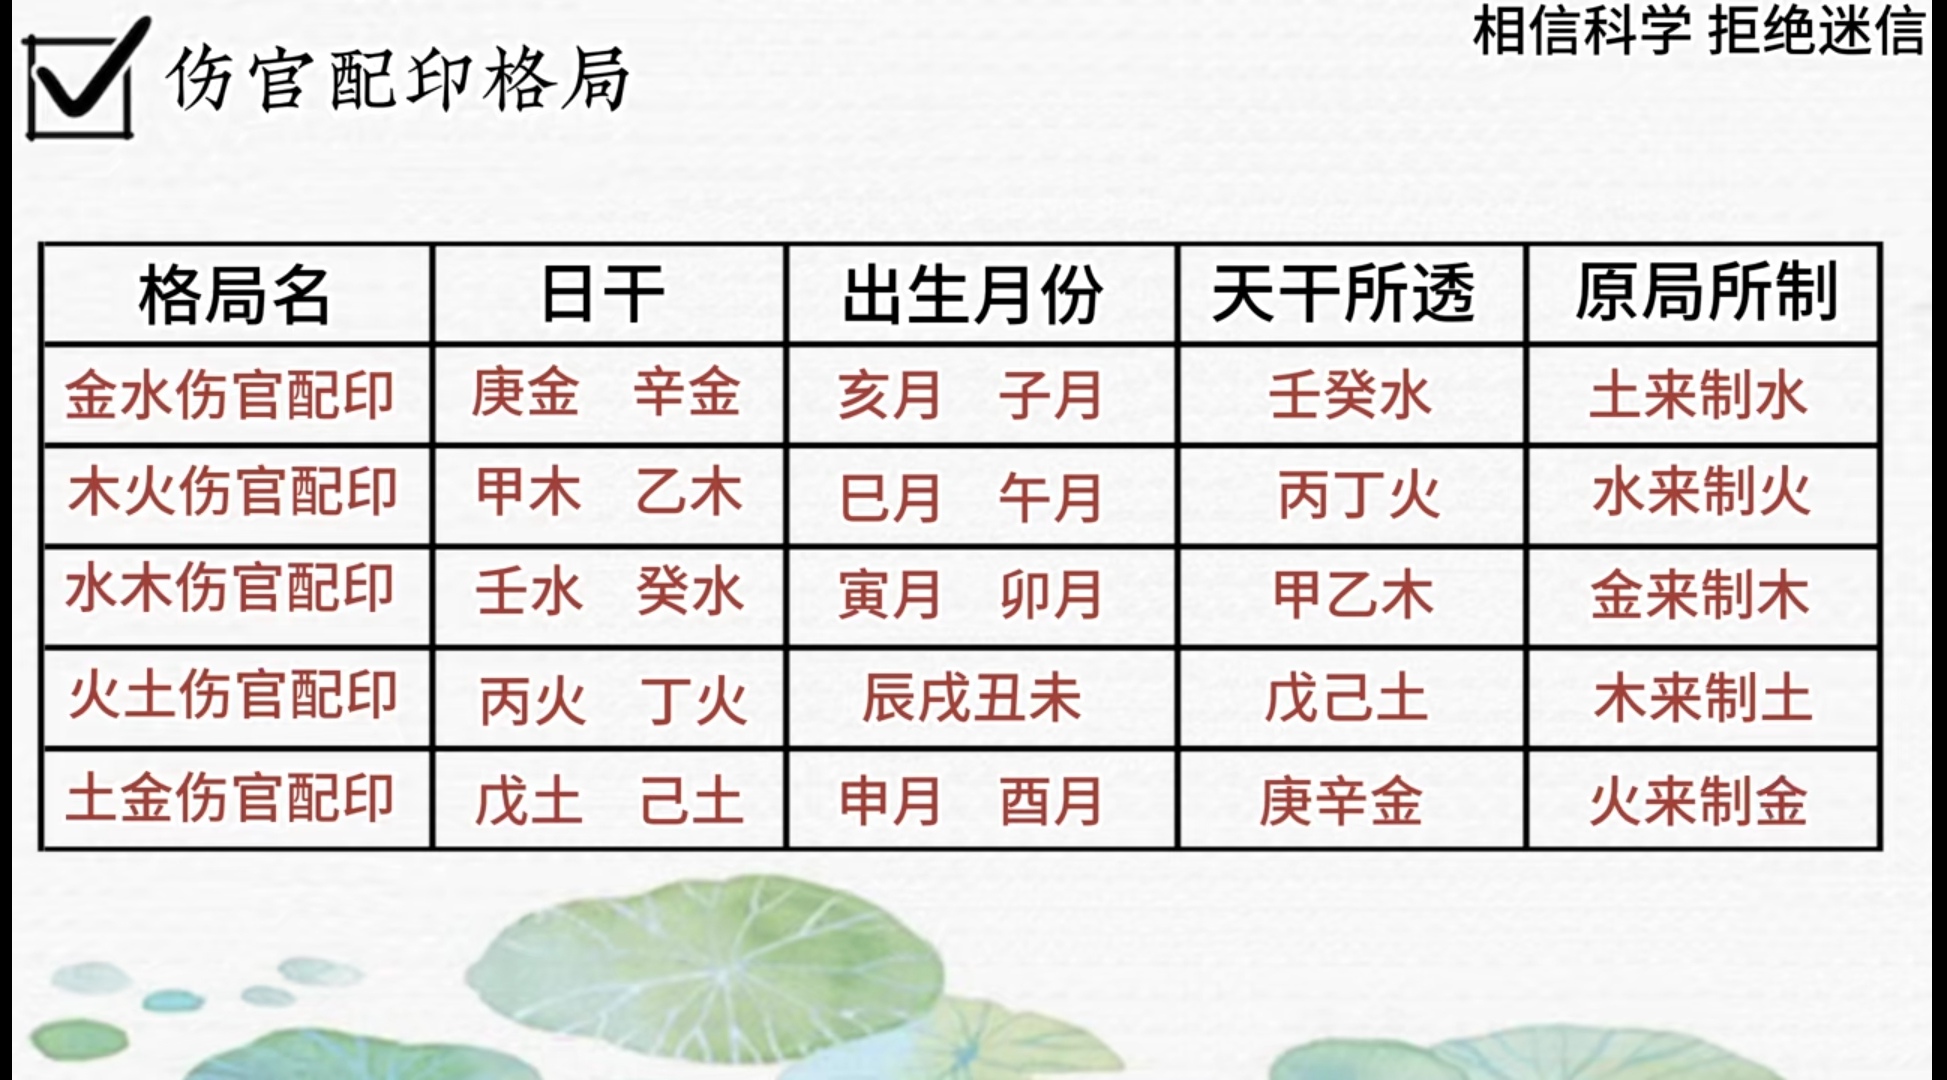 相信科学 拒绝迷信
伤官配印格局
格局名 日干 出生月份 天干所透 原局所制
金水伤官配印 庚金 辛金 亥月 子月 壬癸水 土来制水
木火伤官配印 甲木 乙木 巳月 午月 丙丁火 水来制火
水木伤官配印 壬水 癸水 寅月 卯月 甲乙木 金来制木
火土伤官配印 丙火 丁火 辰戌丑未 戊己土 木来制土
土金伤官配印 戊土 己土 申月 酉月 庚辛金 火来制金